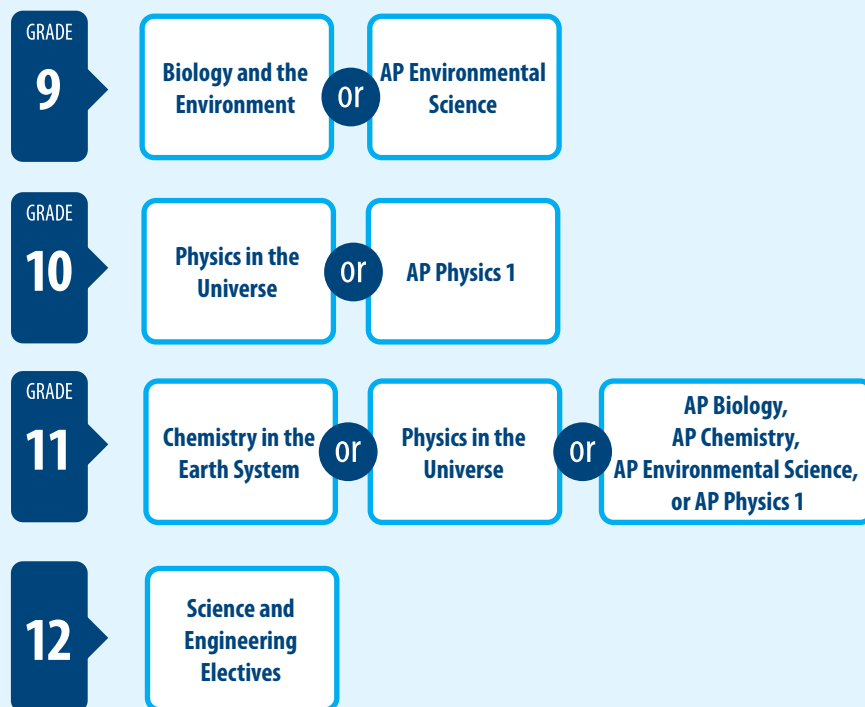 GRADE
9
Biology and the
Environment
or
AP Environmental
Science
GRADE
10
Physics in the
Universe
or
AP Physics 1
GRADE
11
Chemistry in the
Earth System
or
Physics in the
Universe
or
AP Biology,
AP Chemistry,
AP Environmental Science,
or AP Physics 1
12
Science and
Engineering
Electives